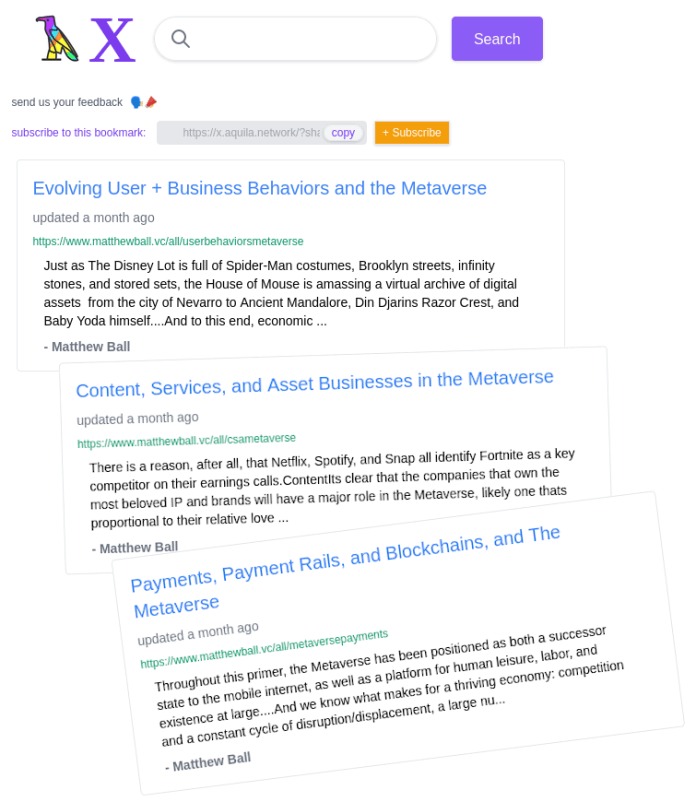 X
Search
send us your feedback
subscribe to this bookmark: https://x.aquila.network/?sha copy + Subscribe
Evolving User + Business Behaviors and the Metaverse
updated a month ago
https://www.matthewball.vc/all/userbehaviorsmetaverse
Just as The Disney Lot is full of Spider-Man costumes, Brooklyn streets, infinity
stones, and stored sets, the House of Mouse is amassing a virtual archive of digital
assets from the city of Nevarro to Ancient Mandalore, Din Djarins Razor Crest, and
Baby Yoda himself....And to this end, economic ...
- Matthew Ball
Content, Services, and Asset Businesses in the Metaverse
updated a month ago
https://www.matthewball.vc/all/csametaverse
There is a reason, after all, that Netflix, Spotify, and Snap all identify Fortnite as a key
competitor on their earnings calls.ContentIts clear that the companies that own the
most beloved IP and brands will have a major role in the Metaverse, likely one thats
proportional to their relative love ...
- Matthew Ball
Payments, Payment Rails, and Blockchains, and The
Metaverse
updated a month ago
https://www.matthewball.vc/all/metaversepayments
Throughout this primer, the Metaverse has been positioned as both a successor
state to the mobile internet, as well as a platform for human leisure, labor, and
existence at large....And we know what makes for a thriving economy: competition
and a constant cycle of disruption/displacement, a large nu...
- Matthew Ball